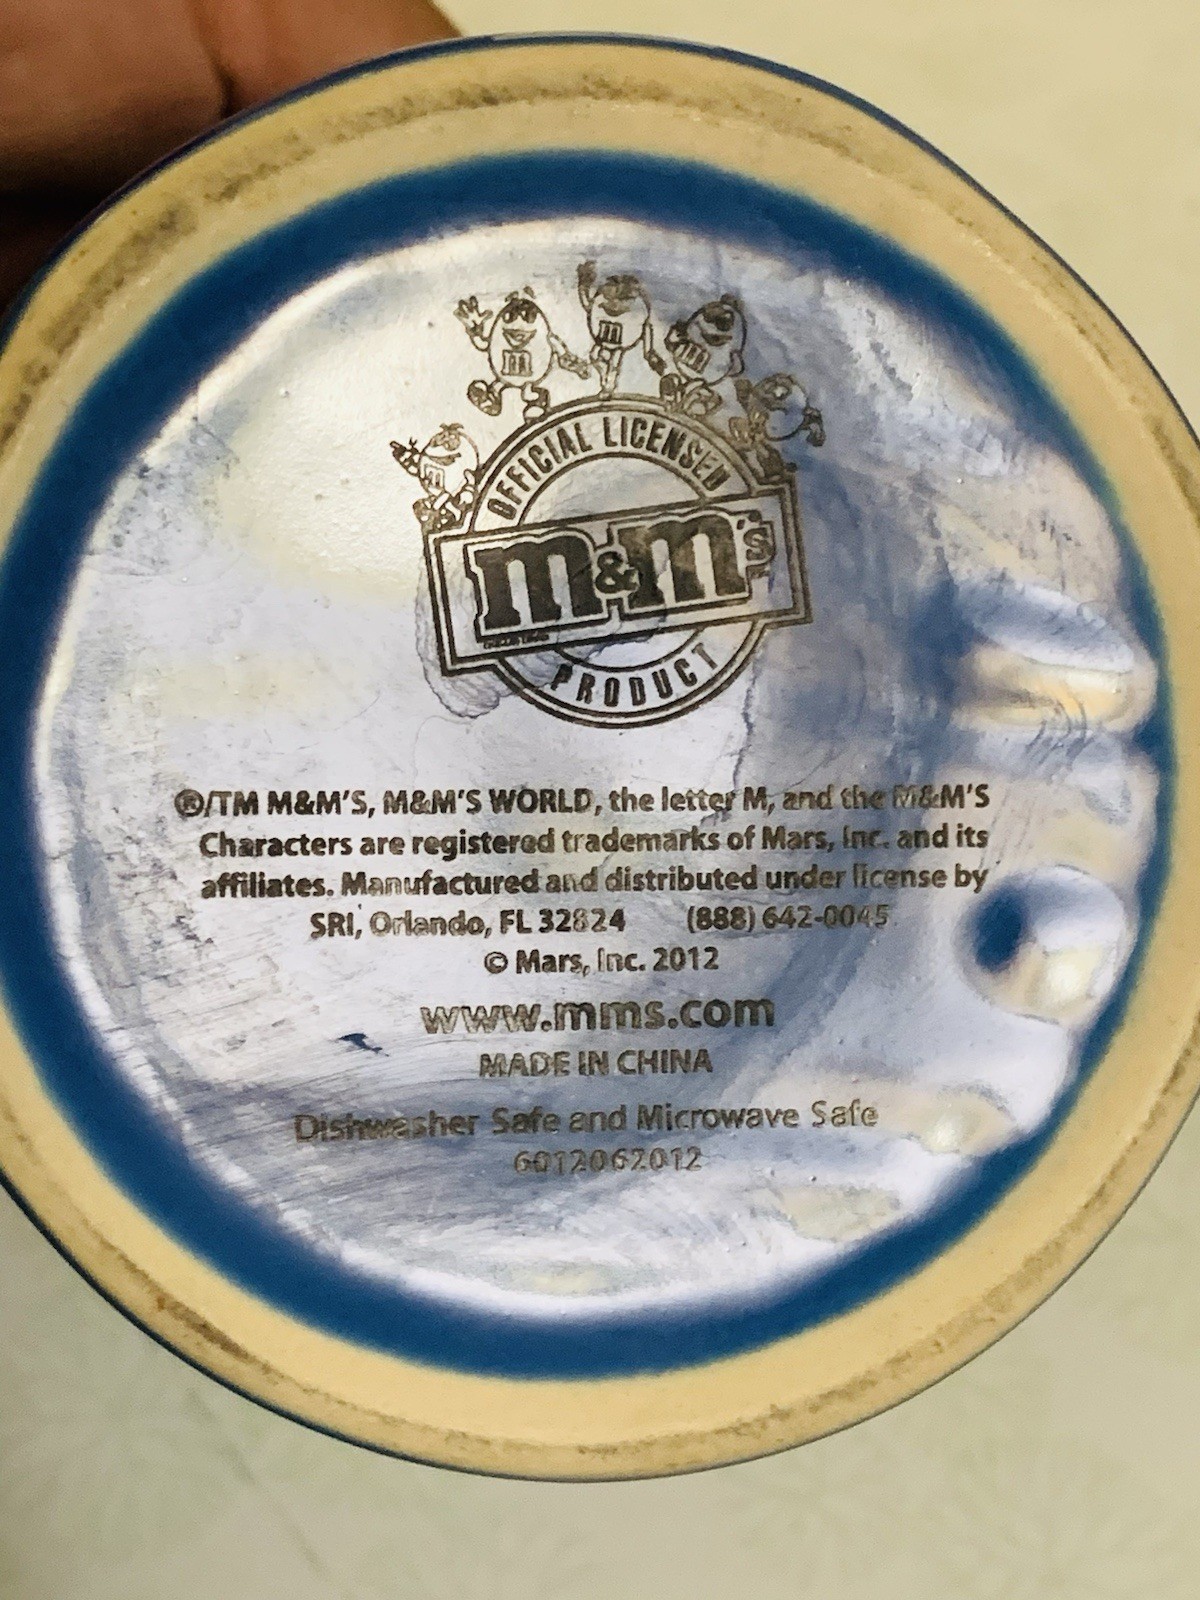 OFFICIAL LICENSED
m&m's
PRODUCT
®/TM M&M'S, M&M'S WORLD, the letter M, and the M&M'S
Characters are registered trademarks of Mars, Inc. and its
affiliates. Manufactured and distributed under license by
SRI, Orlando, FL 32824 (888) 642-0045
© Mars, Inc. 2012
www.mms.com
MADE IN CHINA
Dishwasher Safe and Microwave Safe
6012062012